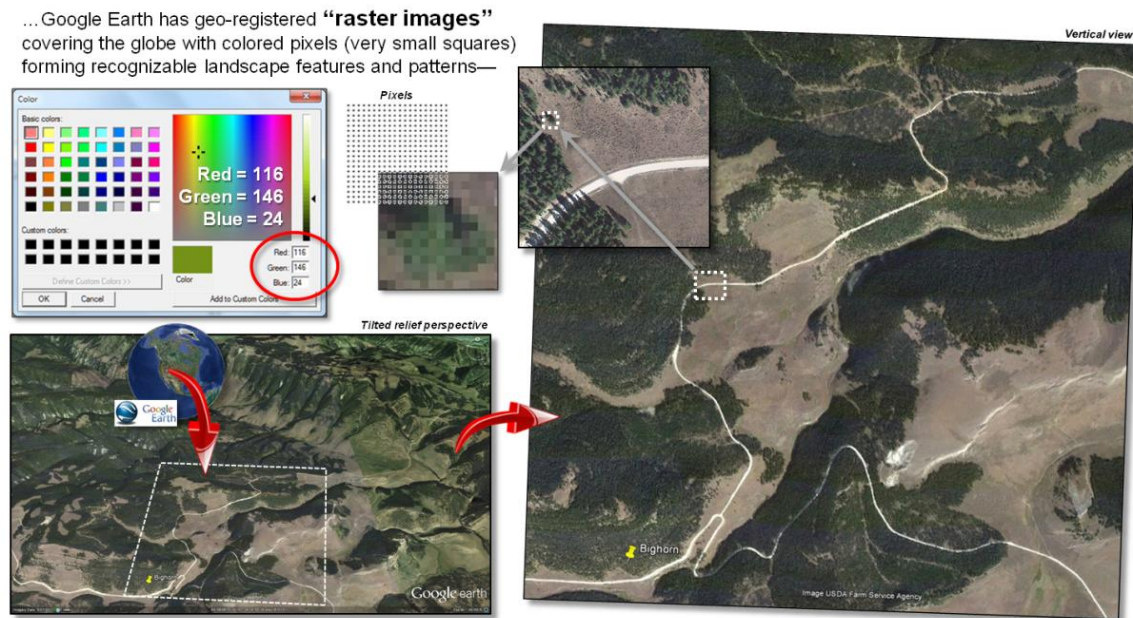 ...Google Earth has geo-registered “raster images”
covering the globe with colored pixels (very small squares)
forming recognizable landscape features and patterns—
Vertical view
Color
Basic colors:
Custom colors:
Define Custom Colors >>
OK
Cancel
Red = 116
Green = 146
Blue = 24
Red: 116
Green: 146
Blue: 24
Color
Add to Custom Colors
Pixels
Tilted relief perspective
Google
Earth
Bighorn
Google earth
Bighorn
Image USDA Farm Service Agency